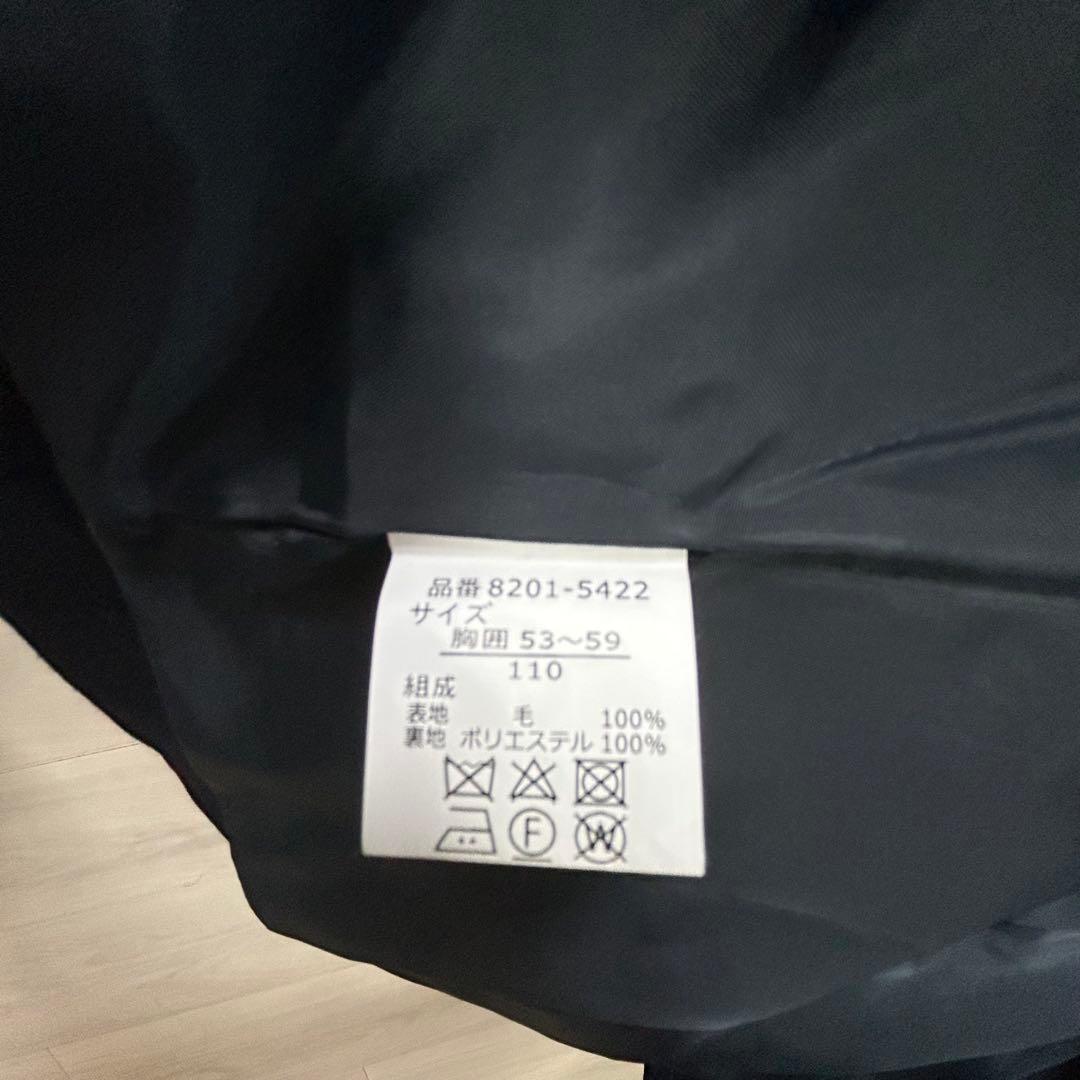 品番 8201-5422
サイズ
胸囲 53～59
110
組成
表地 毛 100%
裏地 ポリエステル 100%
F W